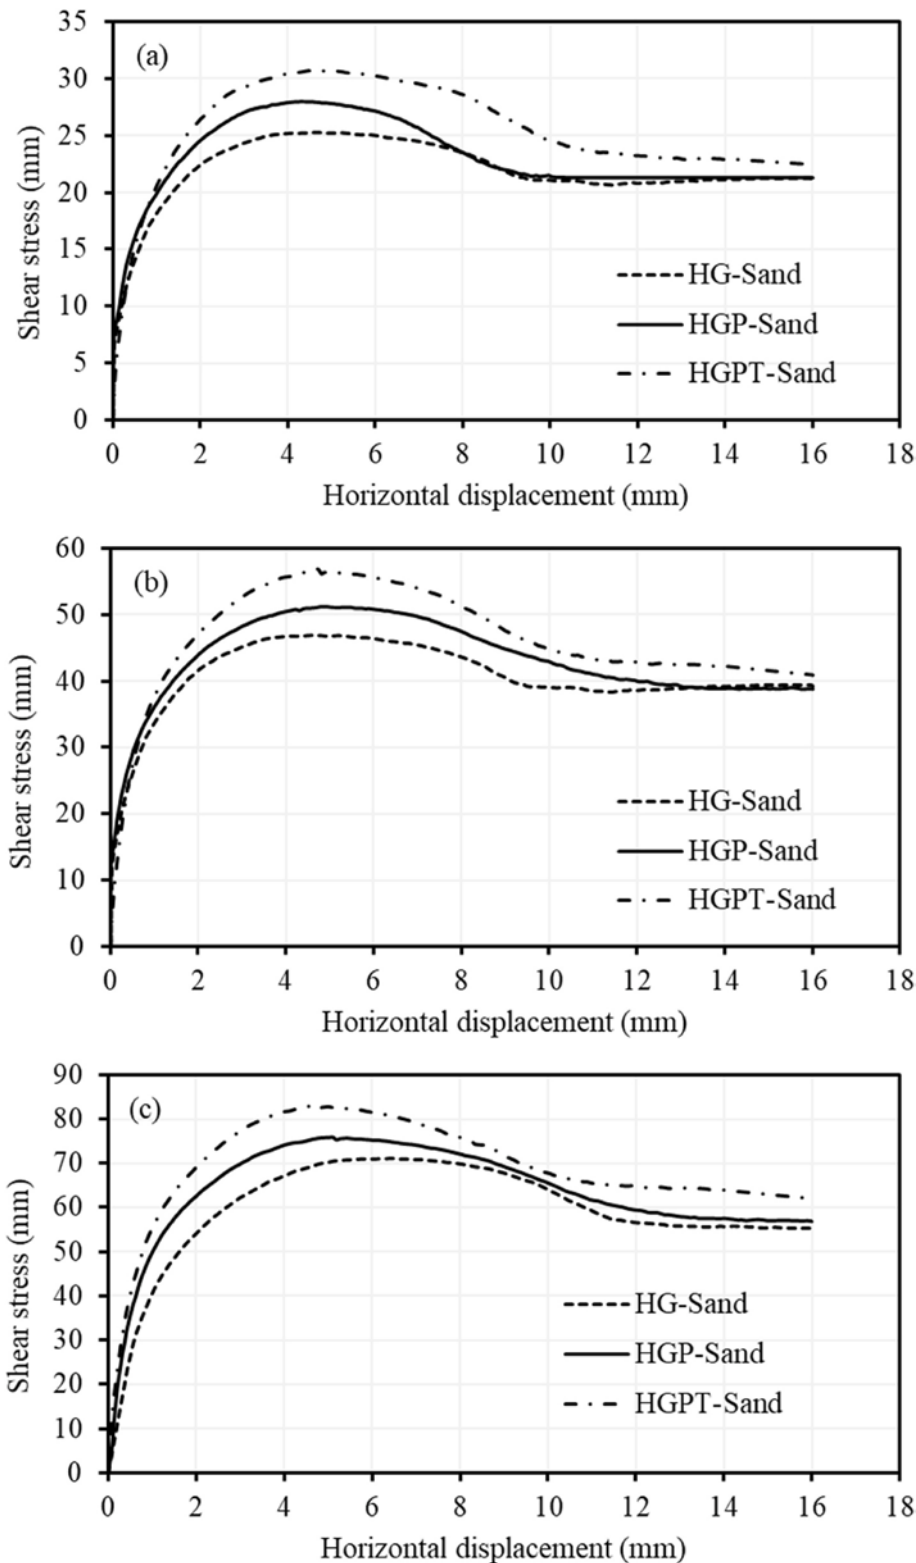 (a)
Shear stress (mm)
35
30
25
20
15
10
5
0
HG-Sand
HGP-Sand
HGPT-Sand
0 2 4 6 8 10 12 14 16 18
Horizontal displacement (mm)
(b)
Shear stress (mm)
60
50
40
30
20
10
0
HG-Sand
HGP-Sand
HGPT-Sand
0 2 4 6 8 10 12 14 16 18
Horizontal displacement (mm)
(c)
Shear stress (mm)
90
80
70
60
50
40
30
20
10
0
HG-Sand
HGP-Sand
HGPT-Sand
0 2 4 6 8 10 12 14 16 18
Horizontal displacement (mm)